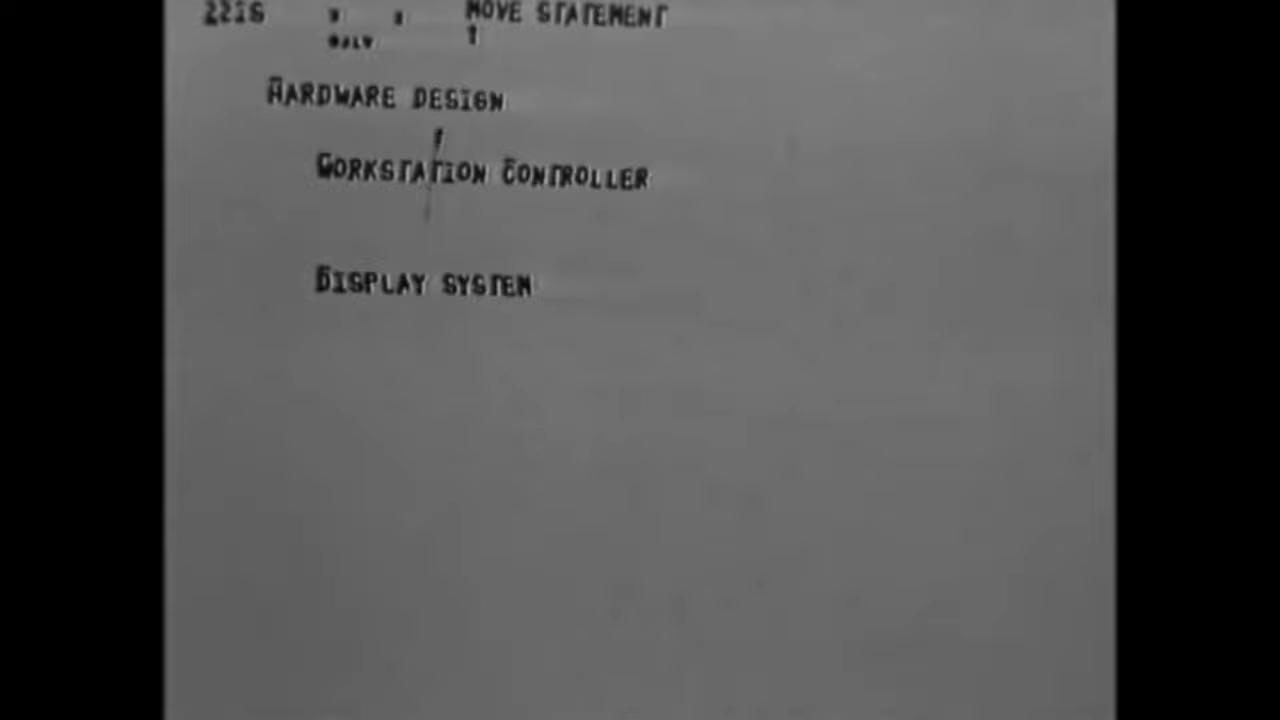 2216 MOVE STATEMENT
HARDWARE DESIGN
WORKSTATION CONTROLLER
DISPLAY SYSTEM